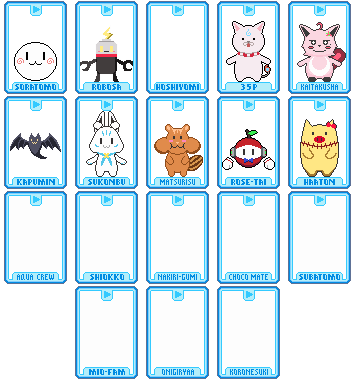 SORATOMO
ROBOSA
HOSHIYOMI
35P
KAITAKUSHA
KAPUMIN
SUKONBU
MATSURISU
ROSE-TAI
HAATON
AQUA CREW
SHIOKKO
NAKIRI-GUMI
CHOCO MATE
SUBATOMO
MIO-FAM
ONIGIRYAA
KORONESUKI